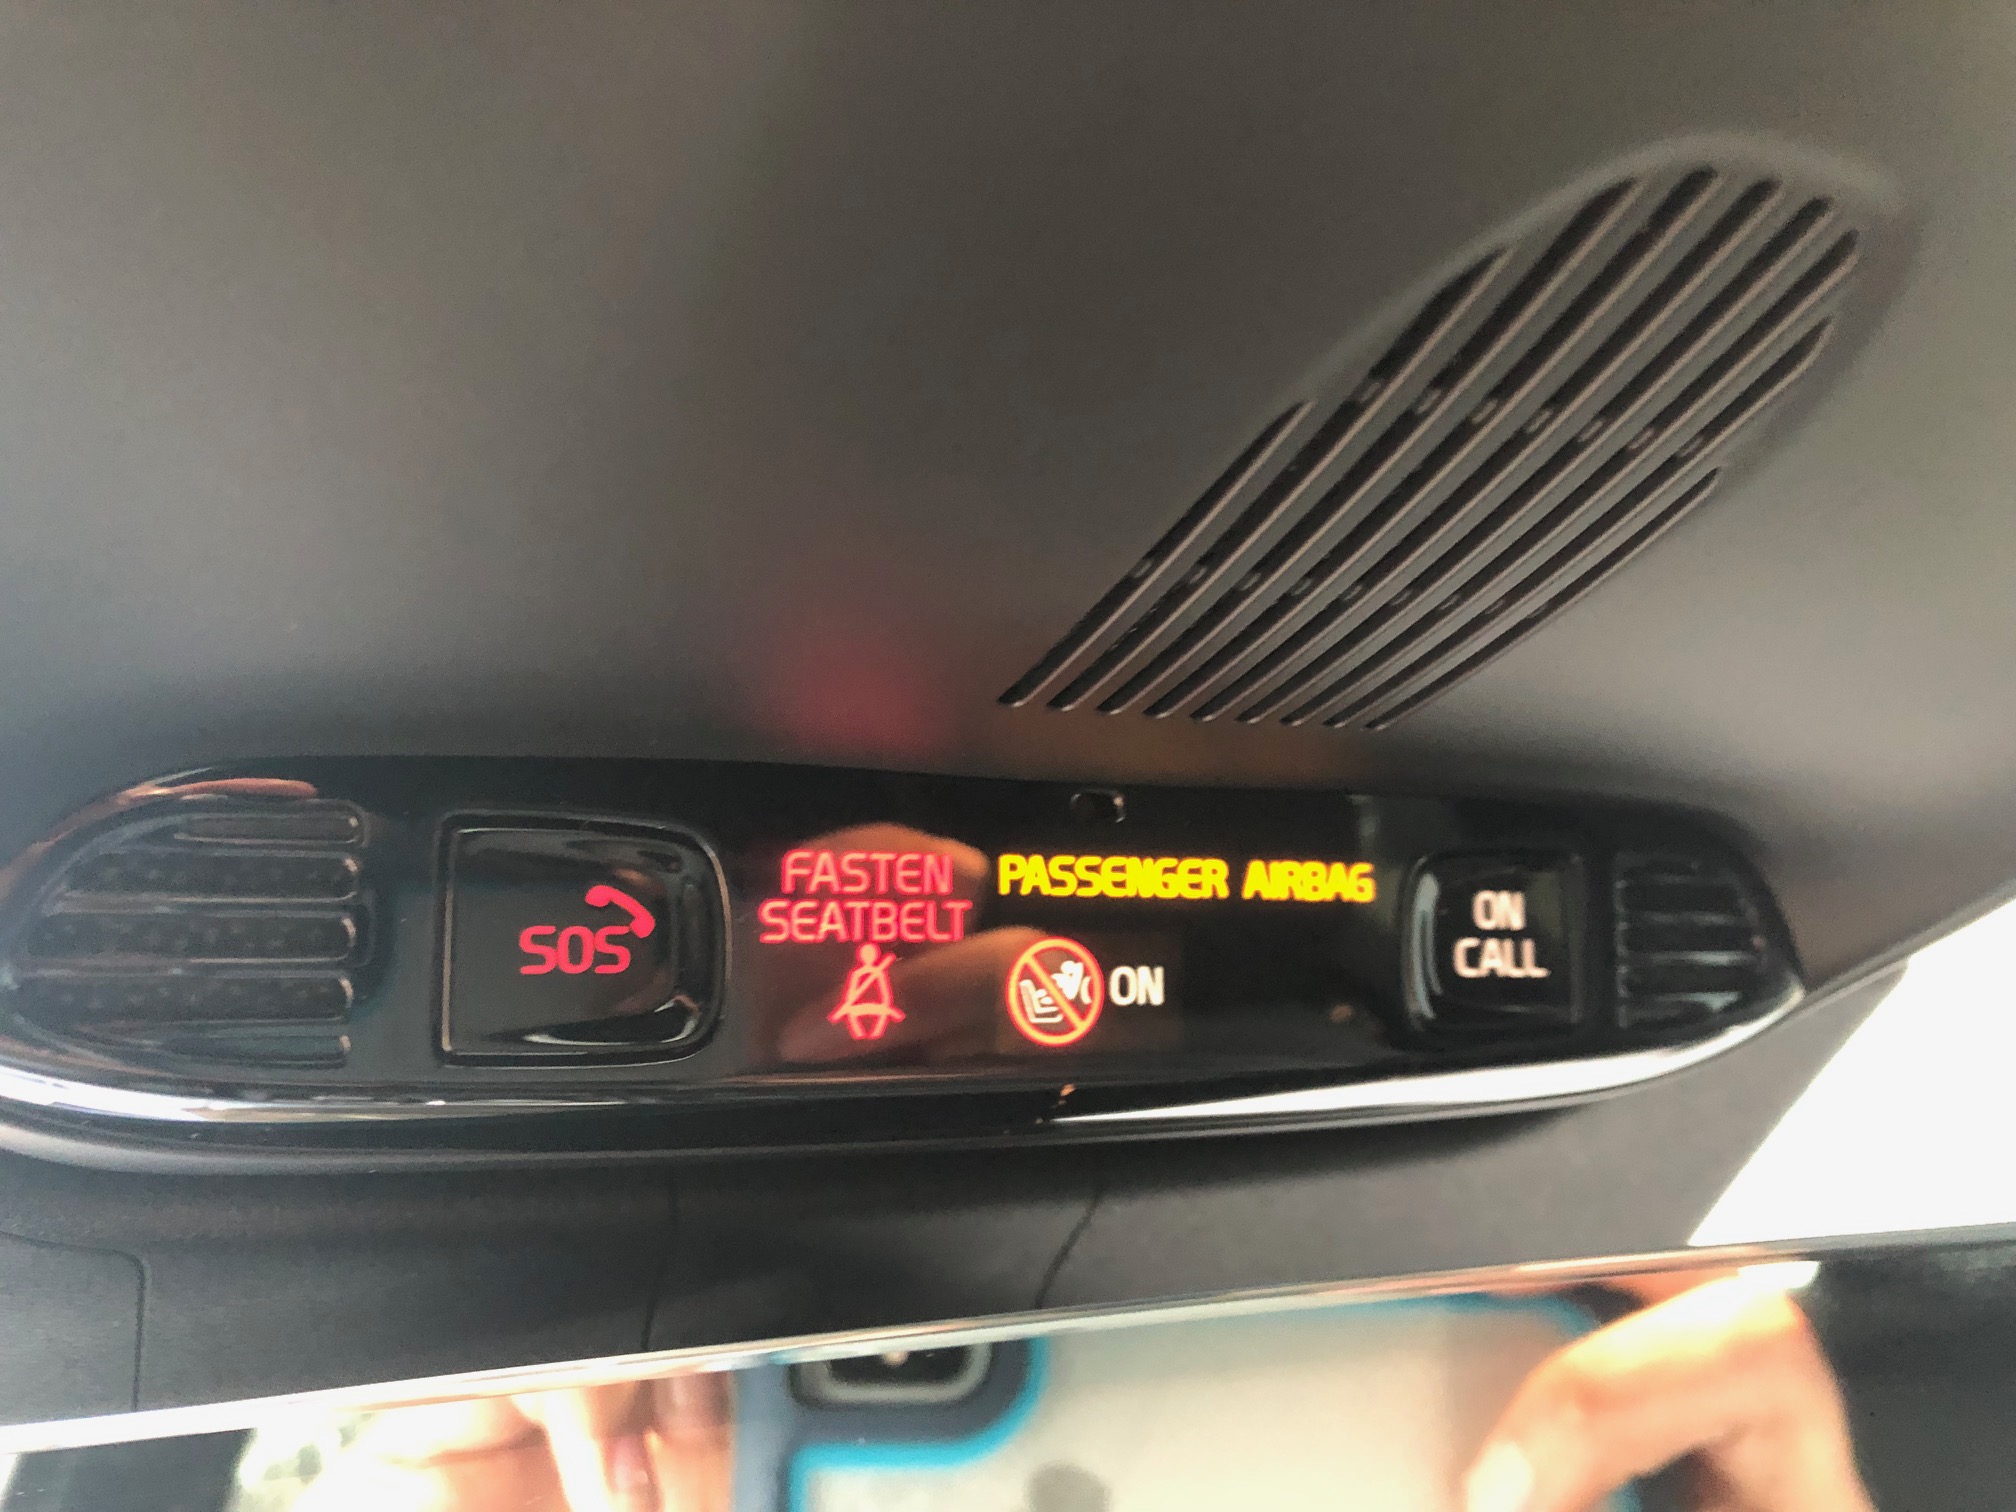 SOS
FASTEN
SEATBELT
PASSENGER AIRBAG
ON
ON
CALL